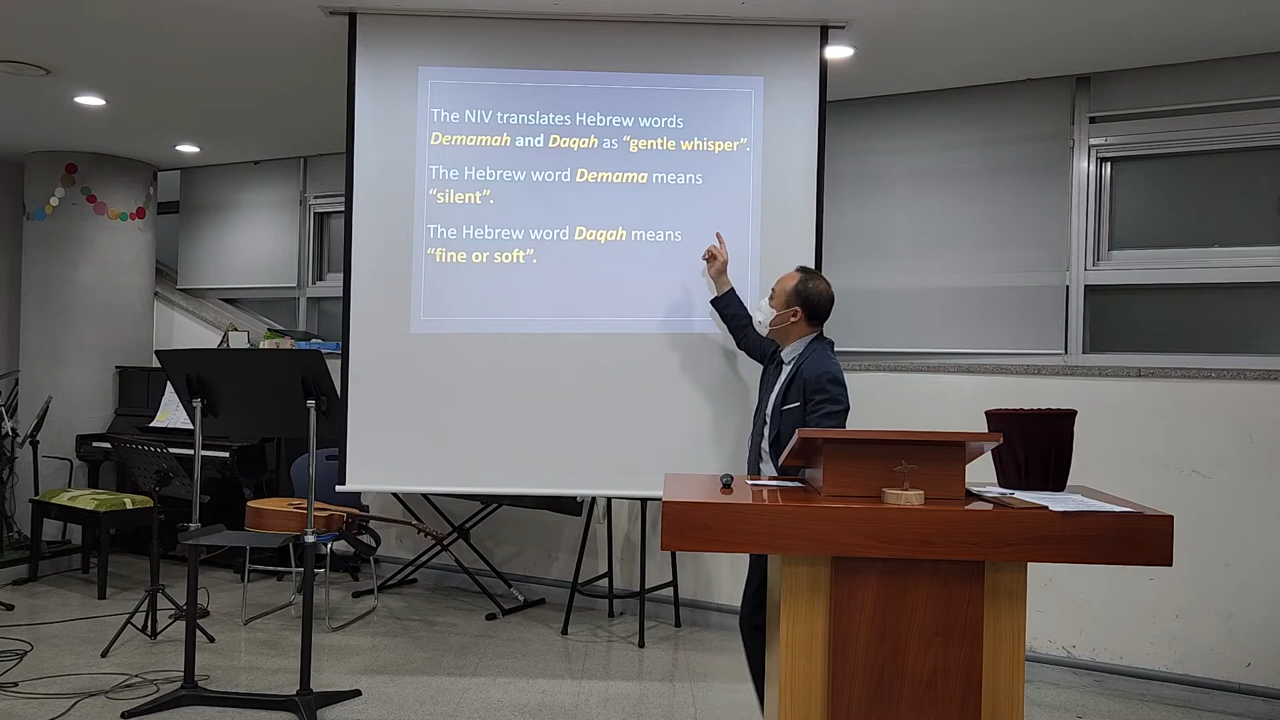 The NIV translates Hebrew words
Demamah and Daqah as “gentle whisper”.
The Hebrew word Demama means
“silent”.
The Hebrew word Daqah means
“fine or soft”.